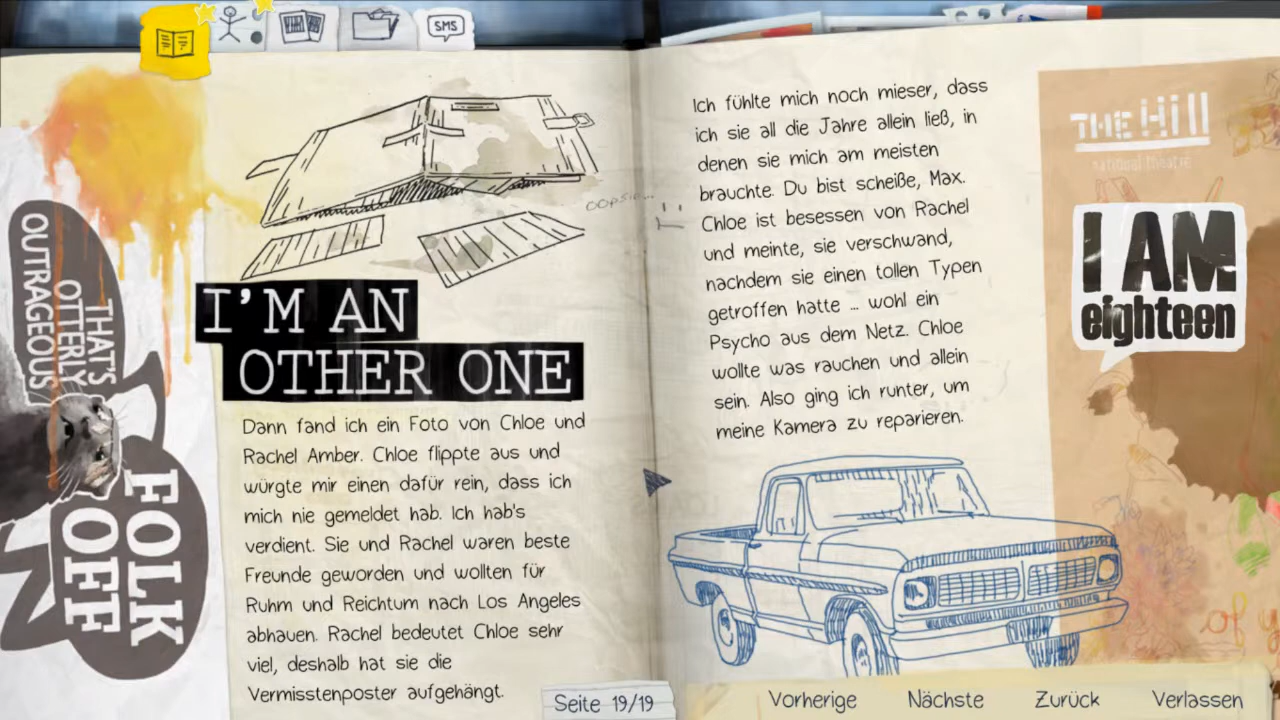 SMS
THAT'S
OTTERLY
OUTRAGEOUS
FOLK
OFF
oopsie...
I'M AN
OTHER ONE
Dann fand ich ein Foto von Chloe und
Rachel Amber. Chloe flippte aus und
würgte mir einen dafür rein, dass ich
mich nie gemeldet hab. Ich hab's
verdient. Sie und Rachel waren beste
Freunde geworden und wollten für
Ruhm und Reichtum nach Los Angeles
abhauen. Rachel bedeutet Chloe sehr
viel, deshalb hat sie die
Vermisstenposter aufgehängt.
Ich fühlte mich noch mieser, dass
ich sie all die Jahre allein ließ, in
denen sie mich am meisten
brauchte. Du bist scheiße, Max.
Chloe ist besessen von Rachel
und meinte, sie verschwand,
nachdem sie einen tollen Typen
getroffen hatte ... wohl ein
Psycho aus dem Netz. Chloe
wollte was rauchen und allein
sein. Also ging ich runter, um
meine Kamera zu reparieren.
THE Hill
national theatre
I AM
eighteen
of y
Seite 19/19
Vorherige
Nächste
Zurück
Verlassen